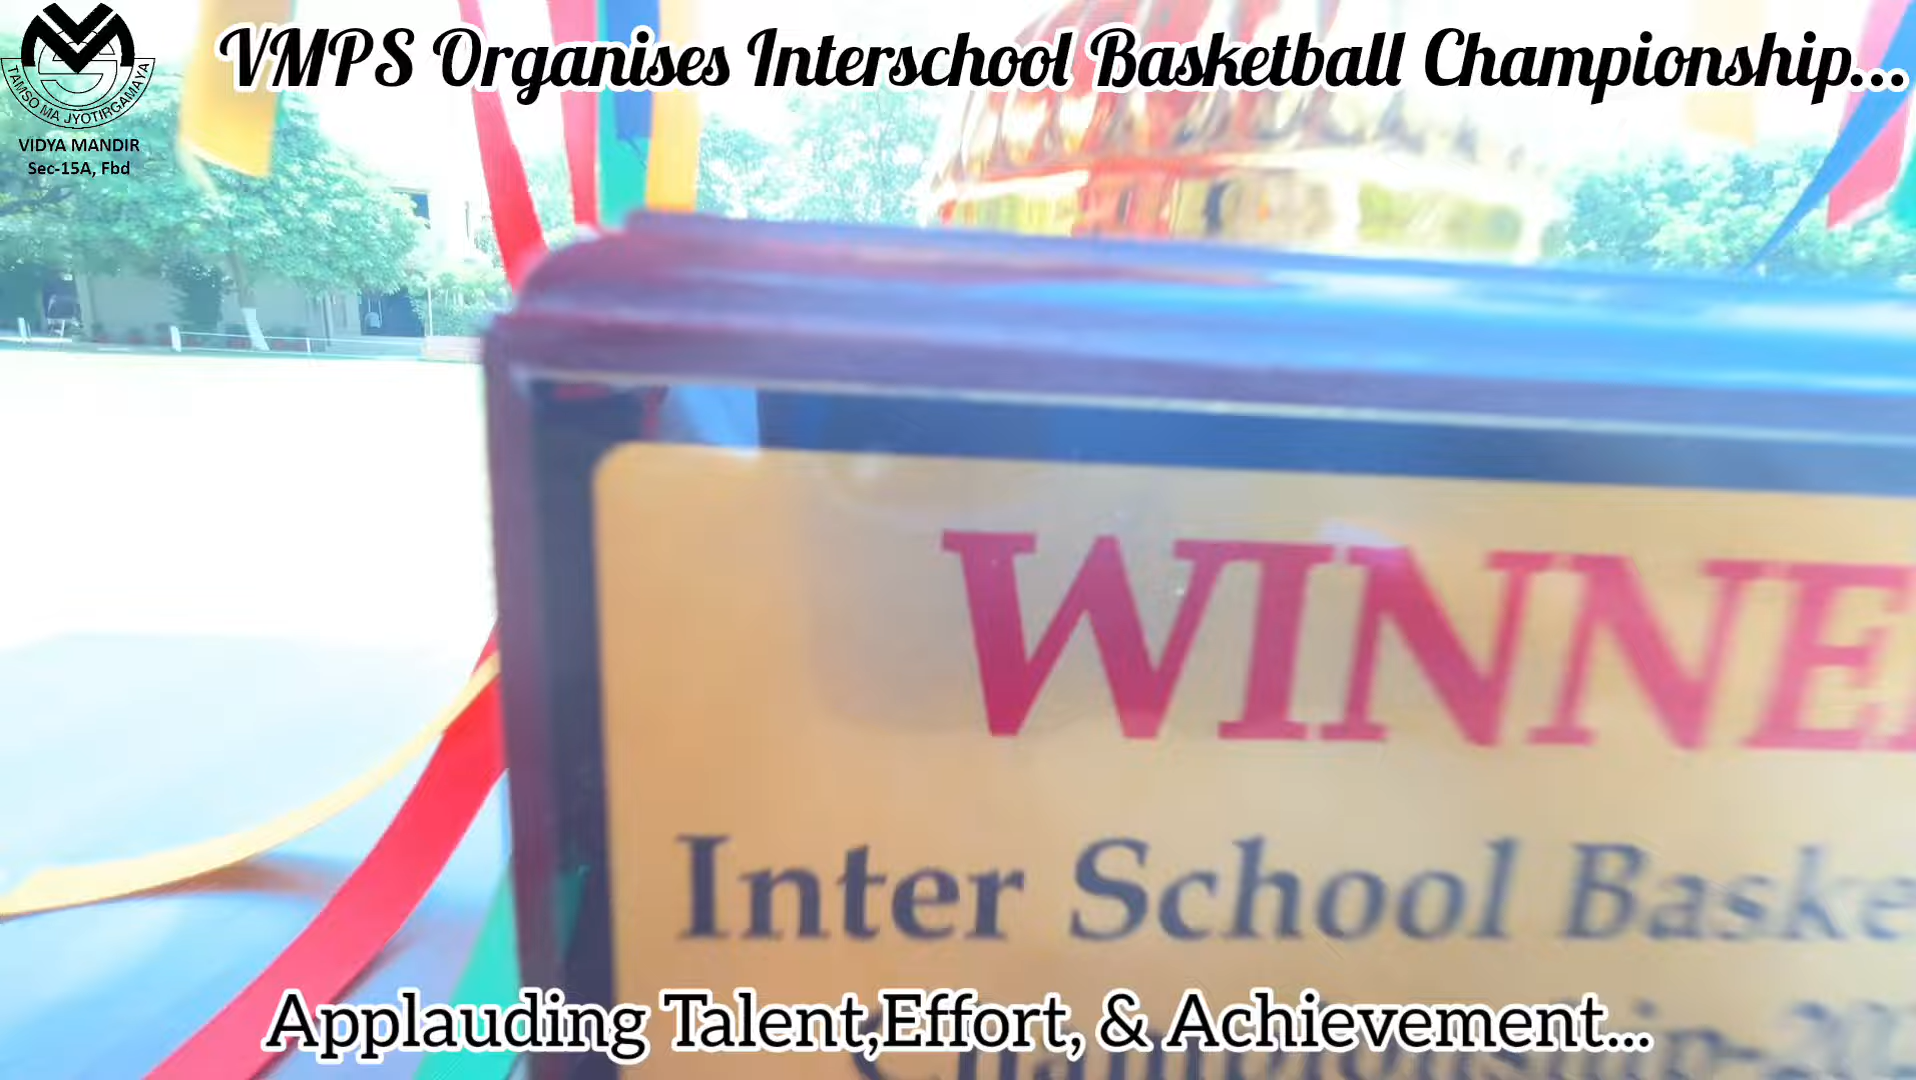 VMPS Organises Interschool Basketball Championship...
TAMSO MA JYOTIRGAMAYA
VIDYA MANDIR
Sec-15A, Fbd
WINNE
Inter School Baske
Applauding Talent,Effort, & Achievement...